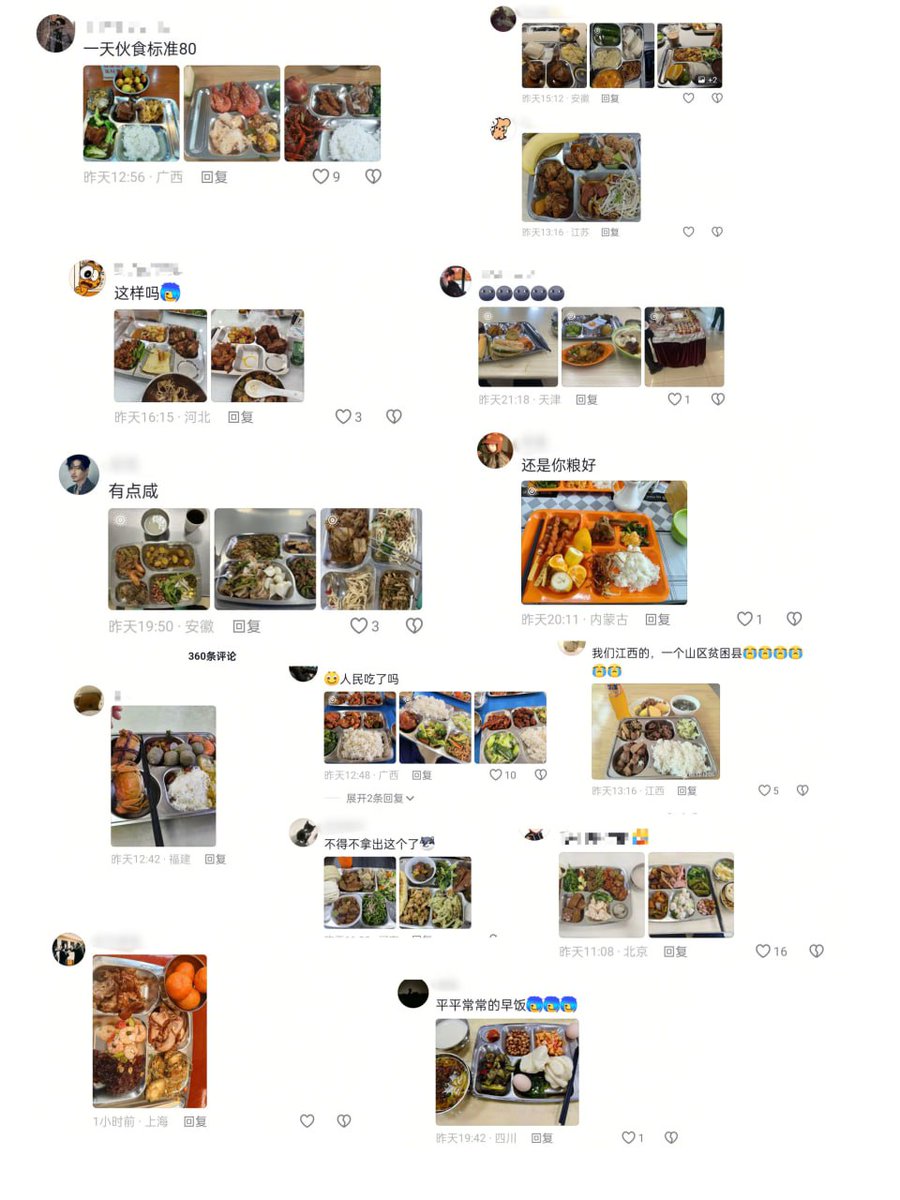 一天伙食标准80
昨天12:56 · 广西 回复 9
+2
昨天15:12 · 安徽 回复
昨天13:16 · 江苏 回复
这样吗
昨天16:15 · 河北 回复 3
昨天21:18 · 天津 回复 1
有点咸
昨天19:50 · 安徽 回复 3
还是你粮好
昨天20:11 · 内蒙古 回复 1
360条评论
昨天12:42 · 福建 回复
人民吃了吗
昨天12:48 · 广西 回复 10
展开2条回复
我们江西的，一个山区贫困县
昨天13:16 · 江西 回复 5
不得不拿出这个了
昨天11:08 · 北京 回复 16
1小时前 · 上海 回复
平平常常的早饭
昨天19:42 · 四川 回复 1